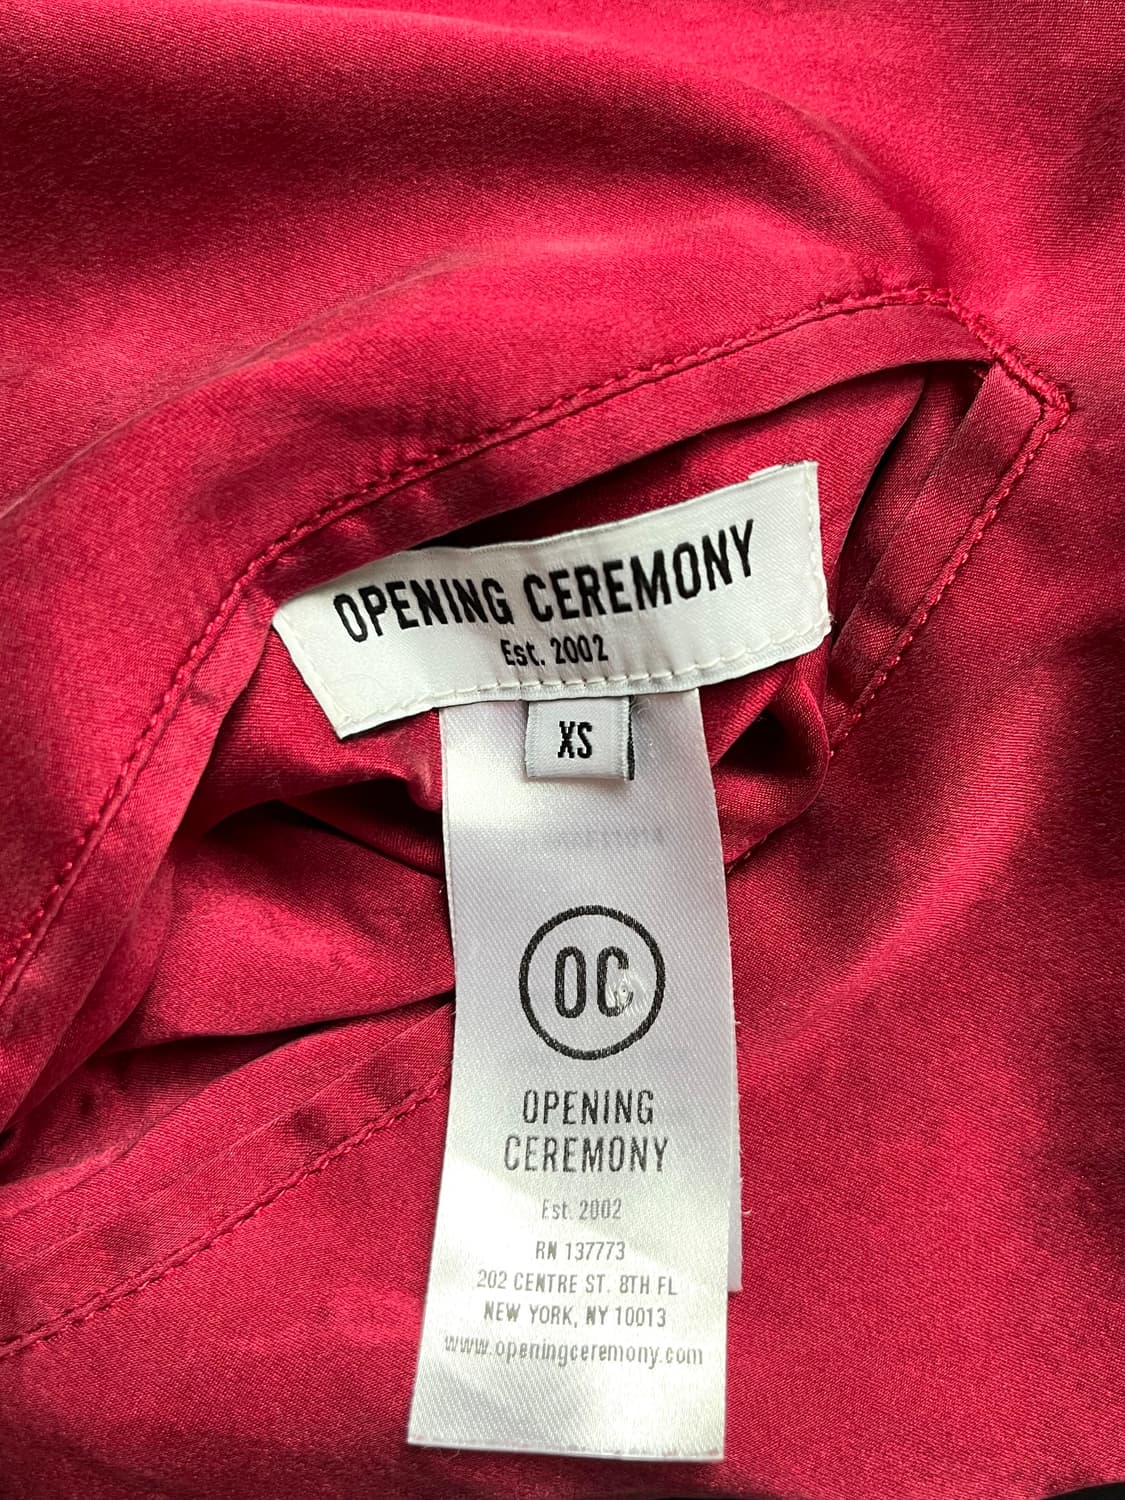 OPENING CEREMONY
Est. 2002
XS
OC
OPENING
CEREMONY
Est. 2002
RN 137773
202 CENTRE ST. 8TH FL
NEW YORK, NY 10013
www.openingceremony.com